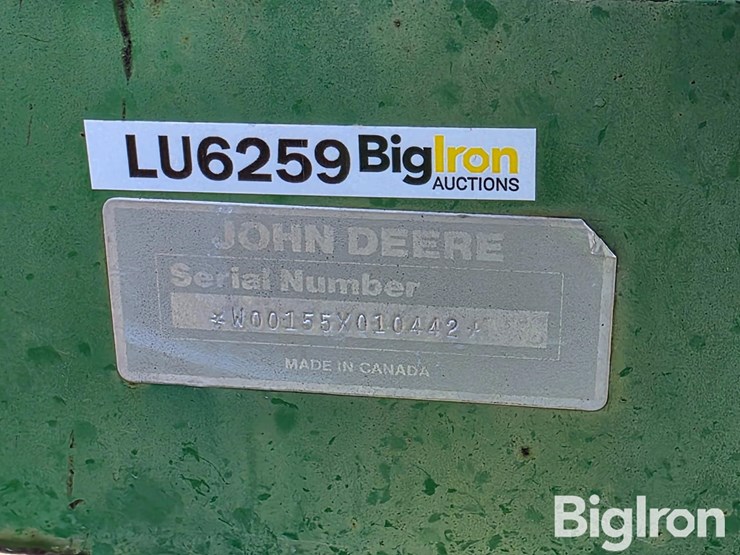 LU6259 BigIron
AUCTIONS
JOHN DEERE
Serial Number
*W00155X010442*
MADE IN CANADA
BigIron